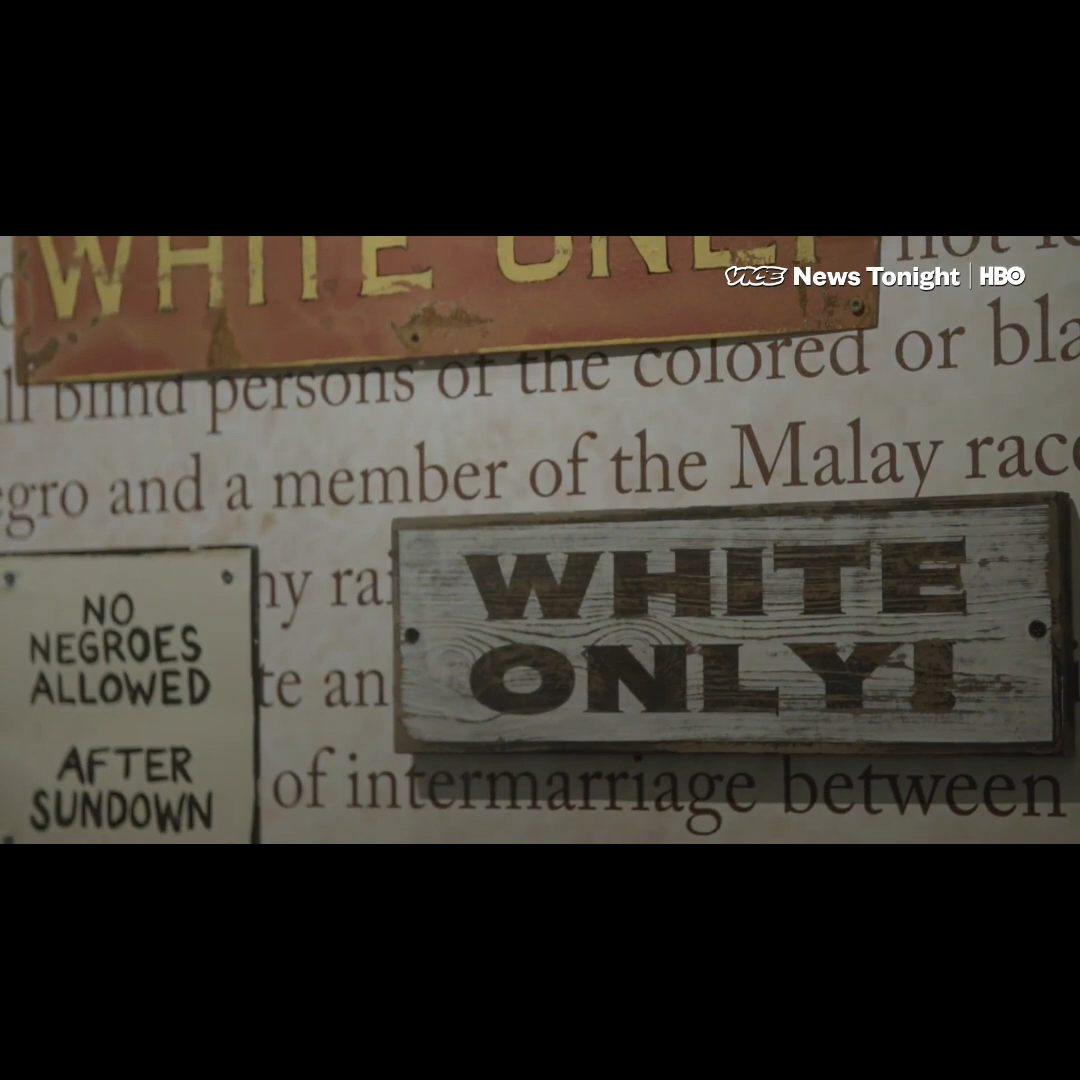 WHITE ONLY
VICE News Tonight | HBO
blind persons of the colored or
and a member of the Malay
WHITE
ONLY!
NO
NEGROES
ALLOWED
AFTER
SUNDOWN
of intermarriage between